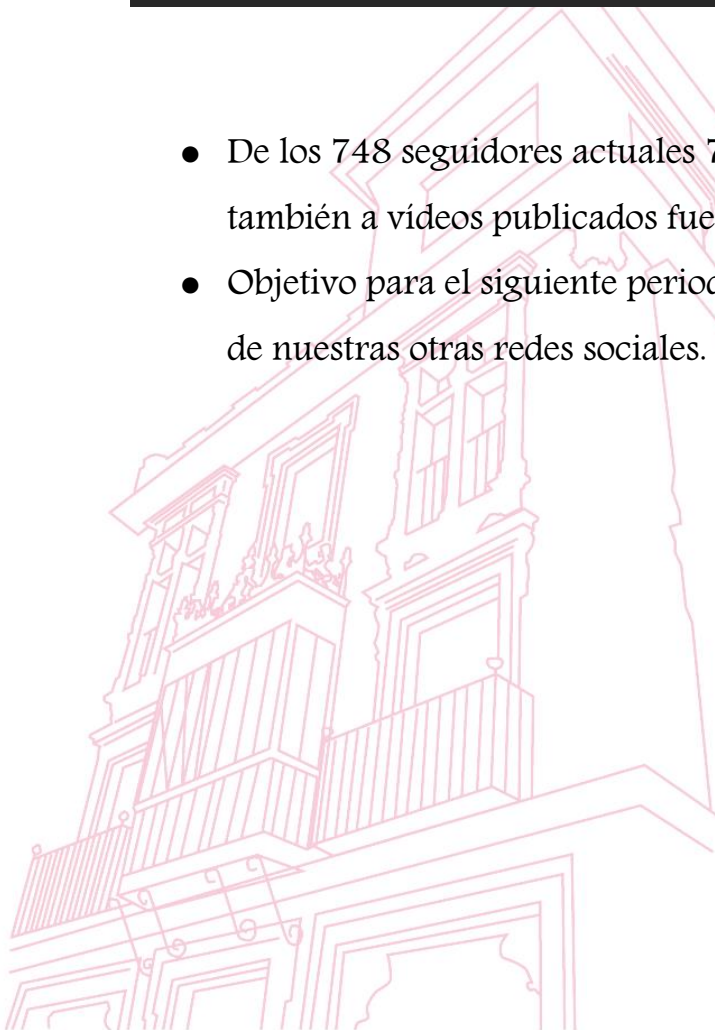 ● De los 748 seguidores actuales 7
también a vídeos publicados fue
● Objetivo para el siguiente period
de nuestras otras redes sociales.